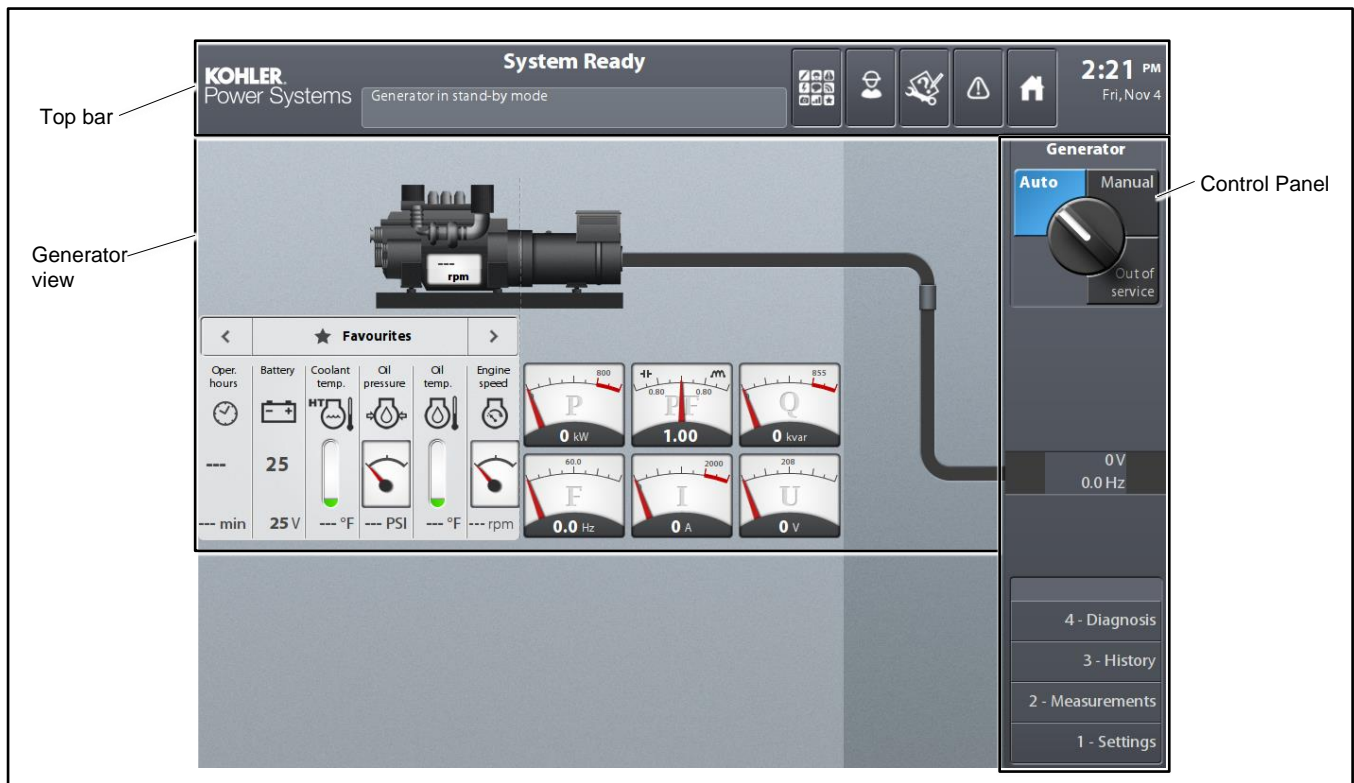 Top bar
Generator view
Control Panel
KOHLER.
Power Systems
System Ready
Generator in stand-by mode
2:21 PM
Fri, Nov 4
Generator
Auto
Manual
Out of service
--- rpm
Favourites
Oper. hours
Battery
Coolant temp.
Oil pressure
Oil temp.
Engine speed
HT
---
25
--- min
25 V
--- °F
--- PSI
--- °F
--- rpm
800
P
0 kW
0.80
0.80
PF
1.00
855
Q
0 kvar
60.0
F
0.0 Hz
2000
I
0 A
208
U
0 V
0 V
0.0 Hz
4 - Diagnosis
3 - History
2 - Measurements
1 - Settings